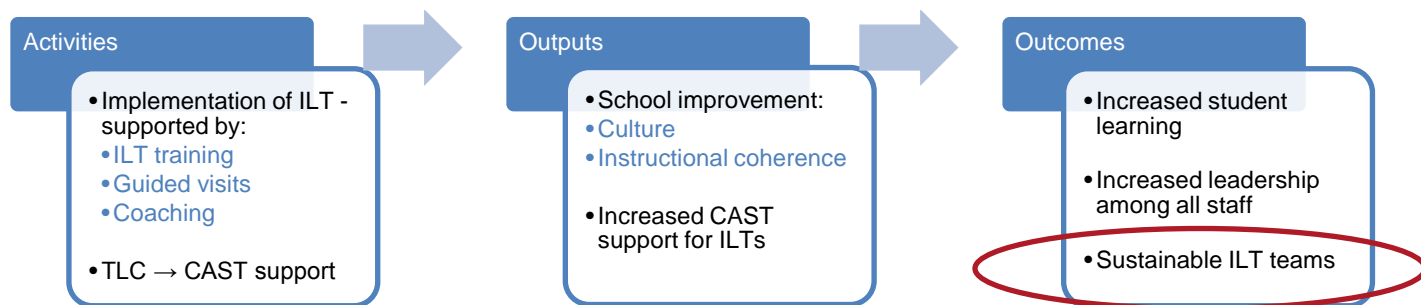 Activities
•Implementation of ILT -
supported by:
•ILT training
•Guided visits
•Coaching
•TLC → CAST support
Outputs
•School improvement:
•Culture
•Instructional coherence
•Increased CAST
support for ILTs
Outcomes
•Increased student
learning
•Increased leadership
among all staff
•Sustainable ILT teams